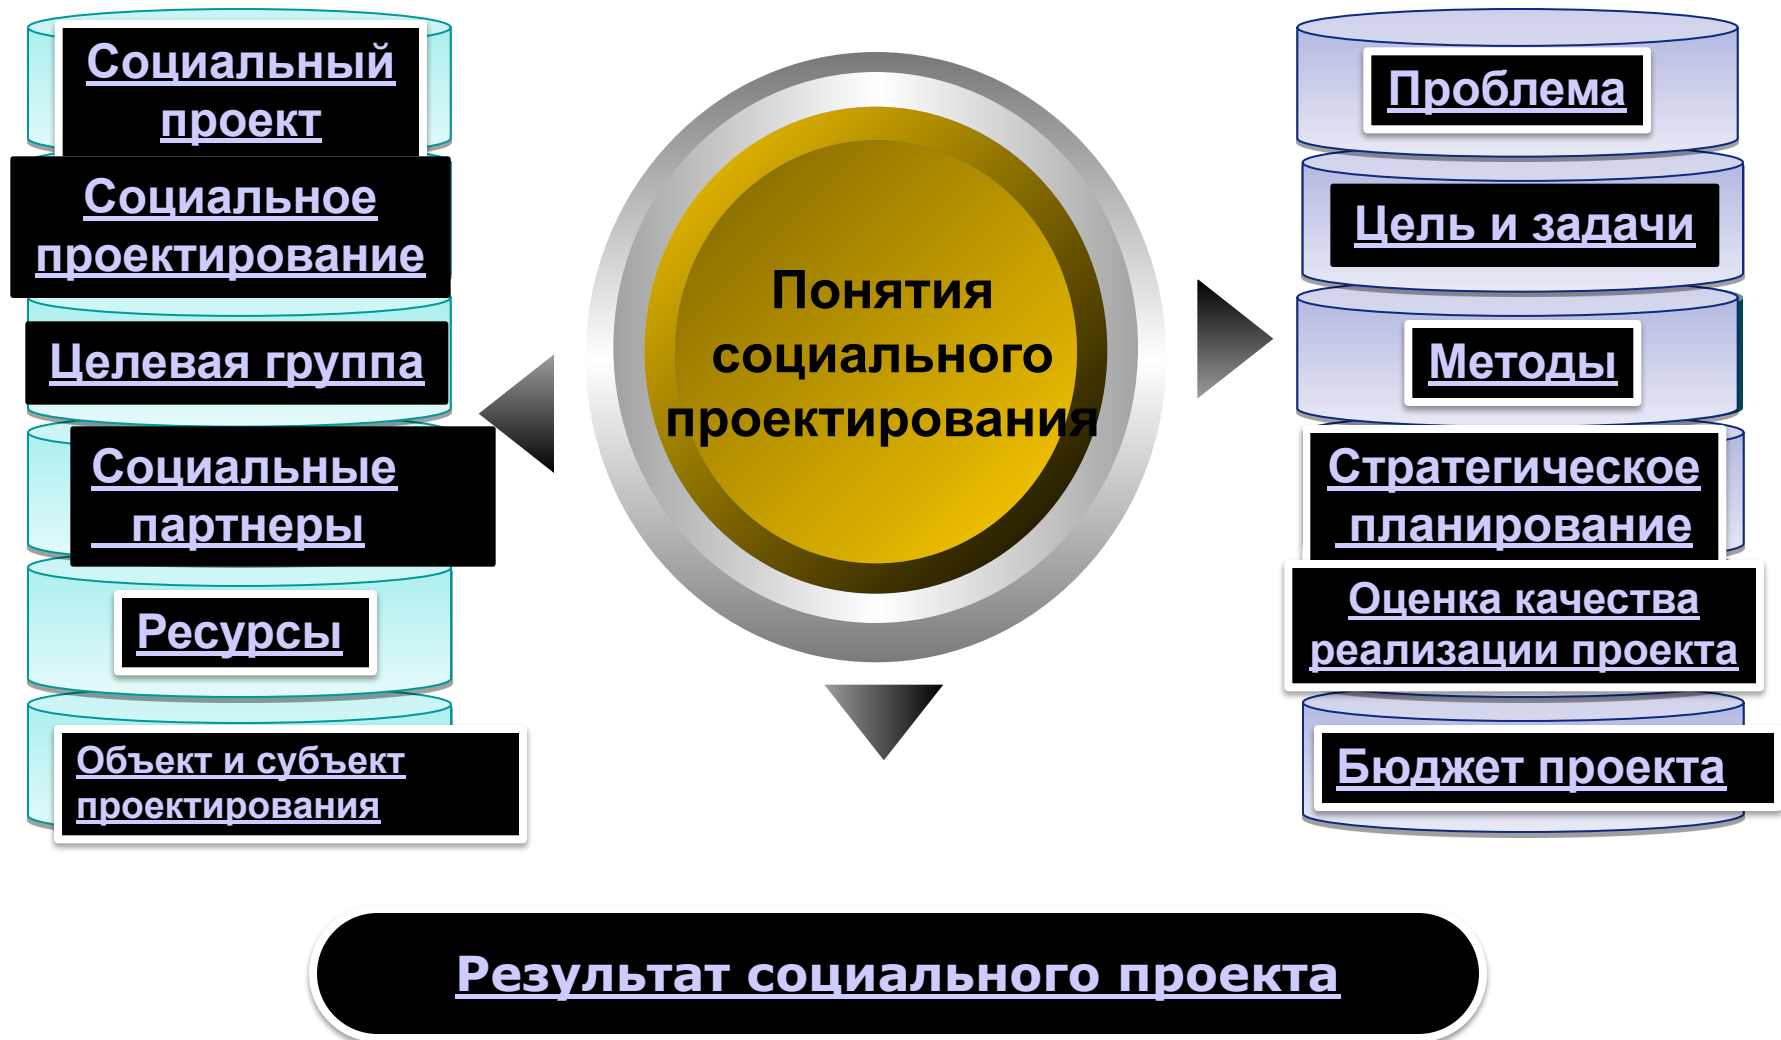 Социальный
проект
Социальное
проектирование
Целевая группа
Социальные
партнеры
Ресурсы
Объект и субъект
проектирования
Понятия
социального
проектирования
Проблема
Цель и задачи
Методы
Стратегическое
планирование
Оценка качества
реализации проекта
Бюджет проекта
Результат социального проекта